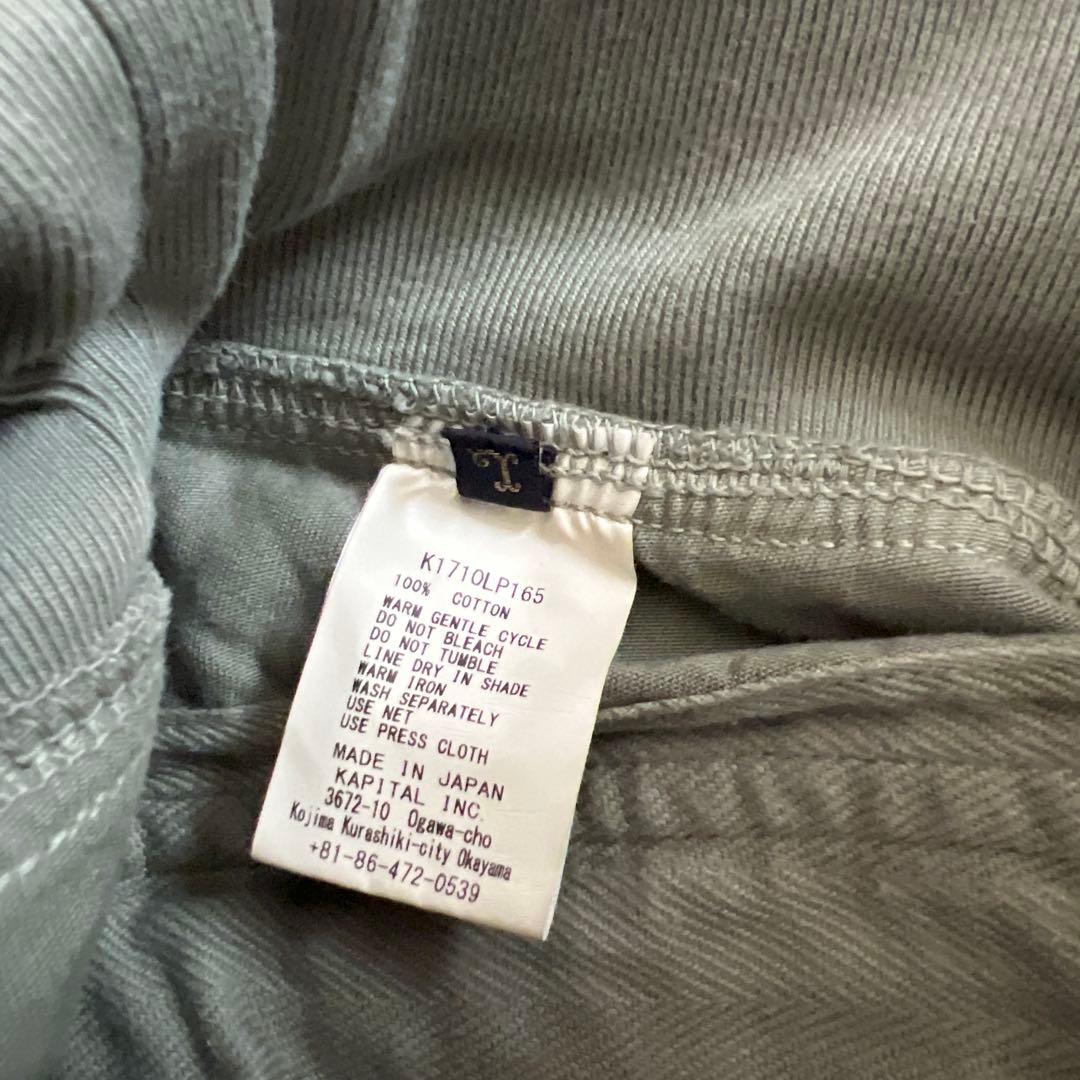 K1710LP165
100% COTTON
WARM GENTLE CYCLE
DO NOT BLEACH
DO NOT TUMBLE
LINE DRY IN SHADE
WARM IRON
WASH SEPARATELY
USE NET
USE PRESS CLOTH
MADE IN JAPAN
KAPITAL INC.
3672-10 Ogawa-cho
Kojima Kurashiki-city Okayama
+81-86-472-0539